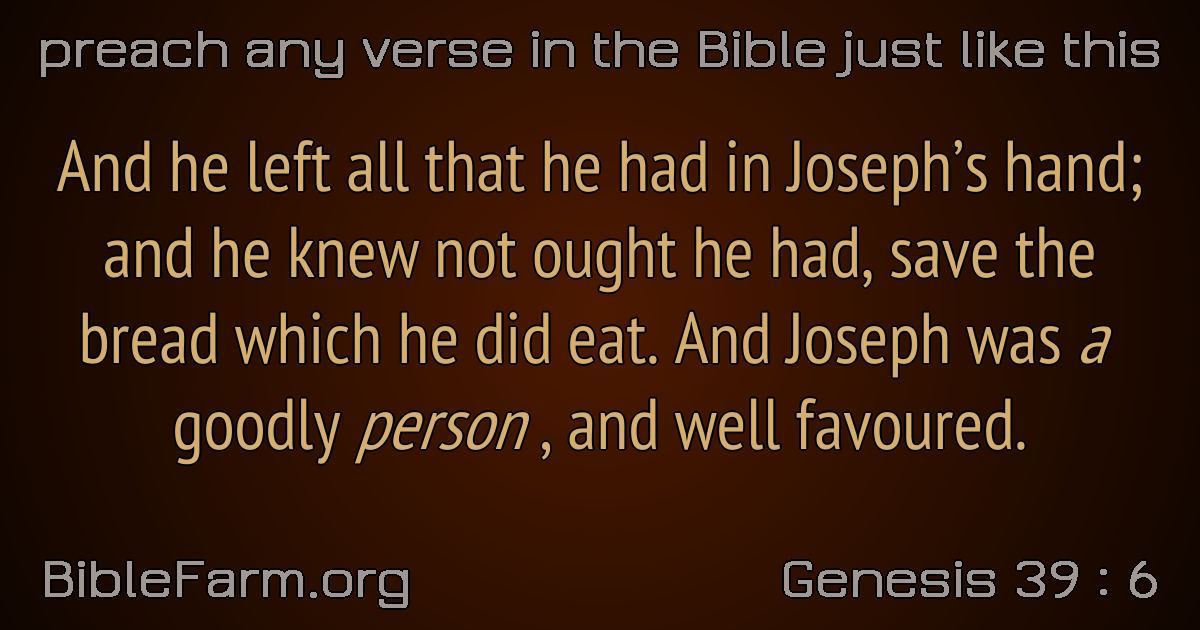 preach any verse in the Bible just like this
And he left all that he had in Joseph’s hand;
and he knew not ought he had, save the
bread which he did eat. And Joseph was a
goodly person , and well favoured.
BibleFarm.org
Genesis 39 : 6